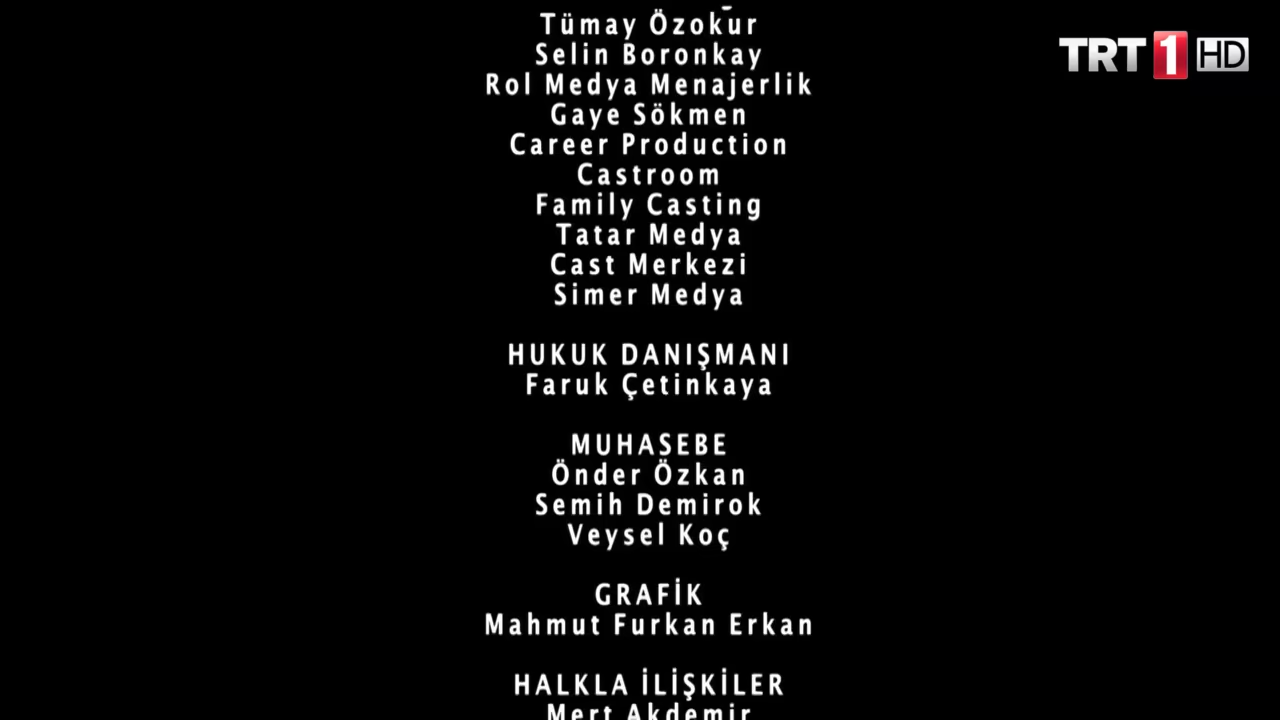 Tümay Özokur
Selin Boronkay
Rol Medya Menajerlik
Gaye Sökmen
Career Production
Castroom
Family Casting
Tatar Medya
Cast Merkezi
Simer Medya
HUKUK DANIŞMANI
Faruk Çetinkaya
MUHASEBE
Önder Özkan
Semih Demirok
Veysel Koç
GRAFİK
Mahmut Furkan Erkan
HALKLA İLİŞKİLER
Mert Akdemir
TRT 1 HD